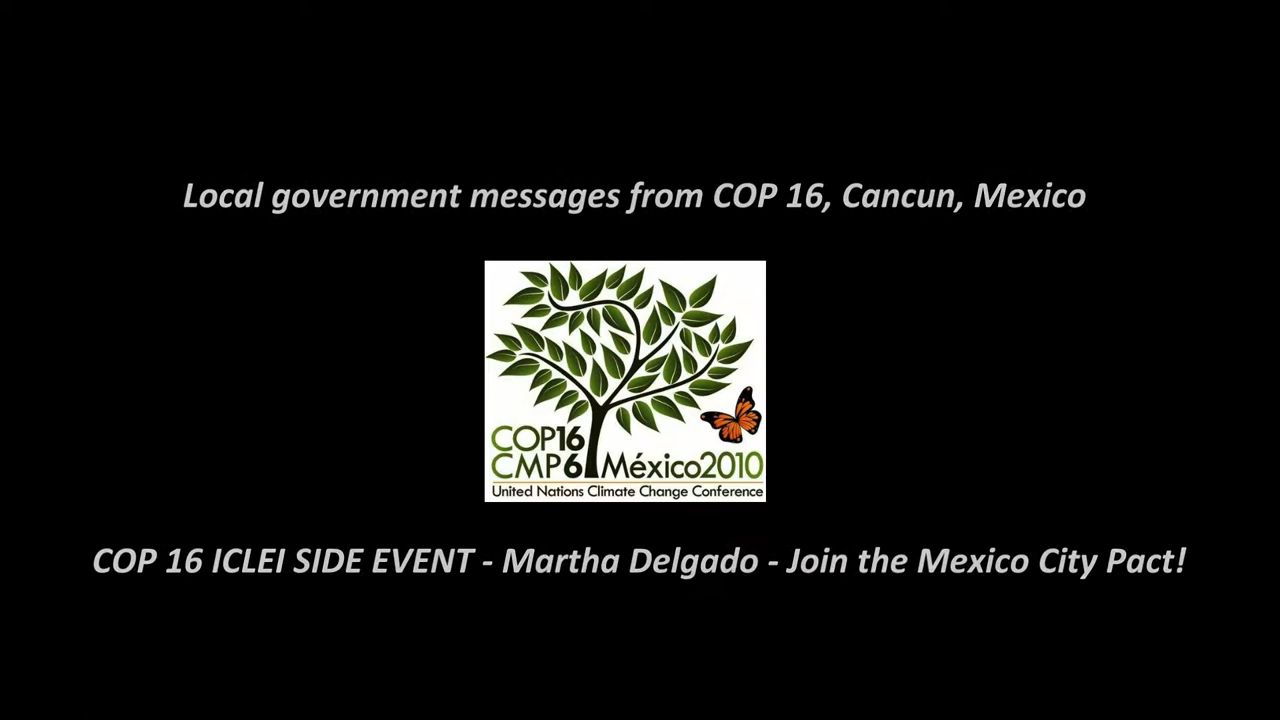 Local government messages from COP 16, Cancun, Mexico
COP16
CMP6 México2010
United Nations Climate Change Conference
COP 16 ICLEI SIDE EVENT - Martha Delgado - Join the Mexico City Pact!